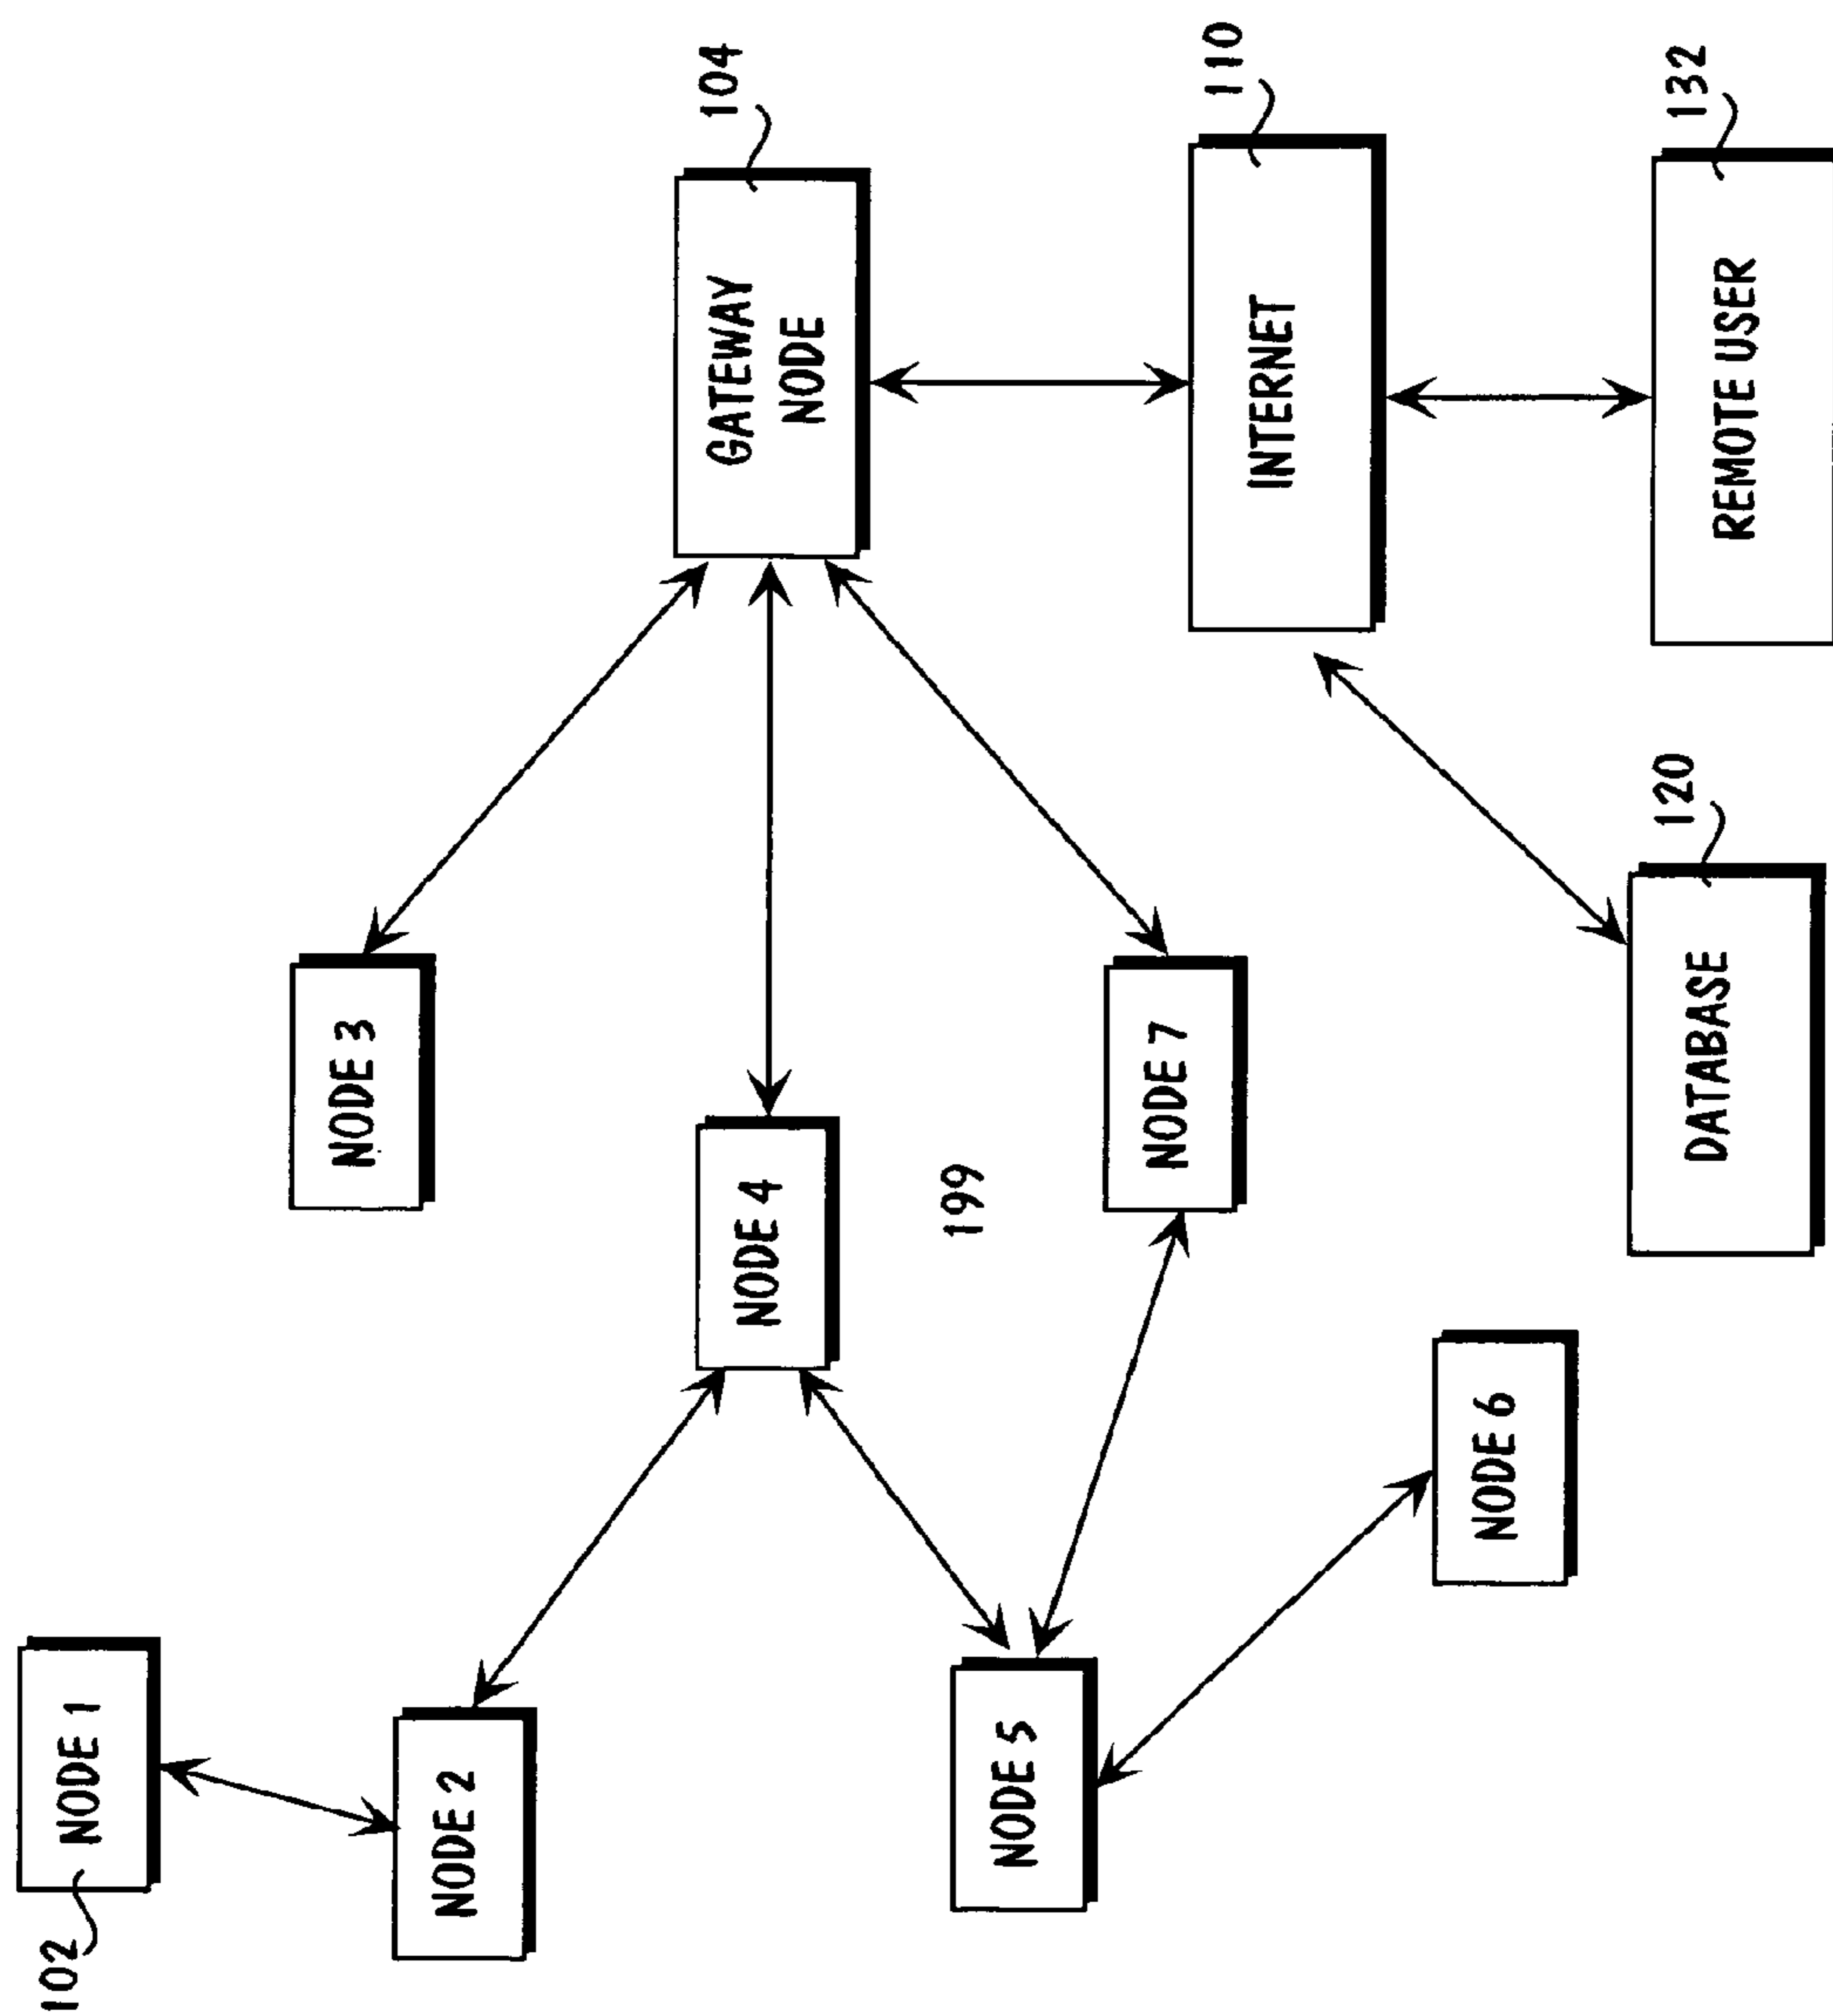 102
NODE 1
NODE 2
NODE 3
NODE 4
199
NODE 5
NODE 6
NODE 7
GATEWAY
NODE
104
INTERNET
110
DATABASE
120
REMOTE USER
132